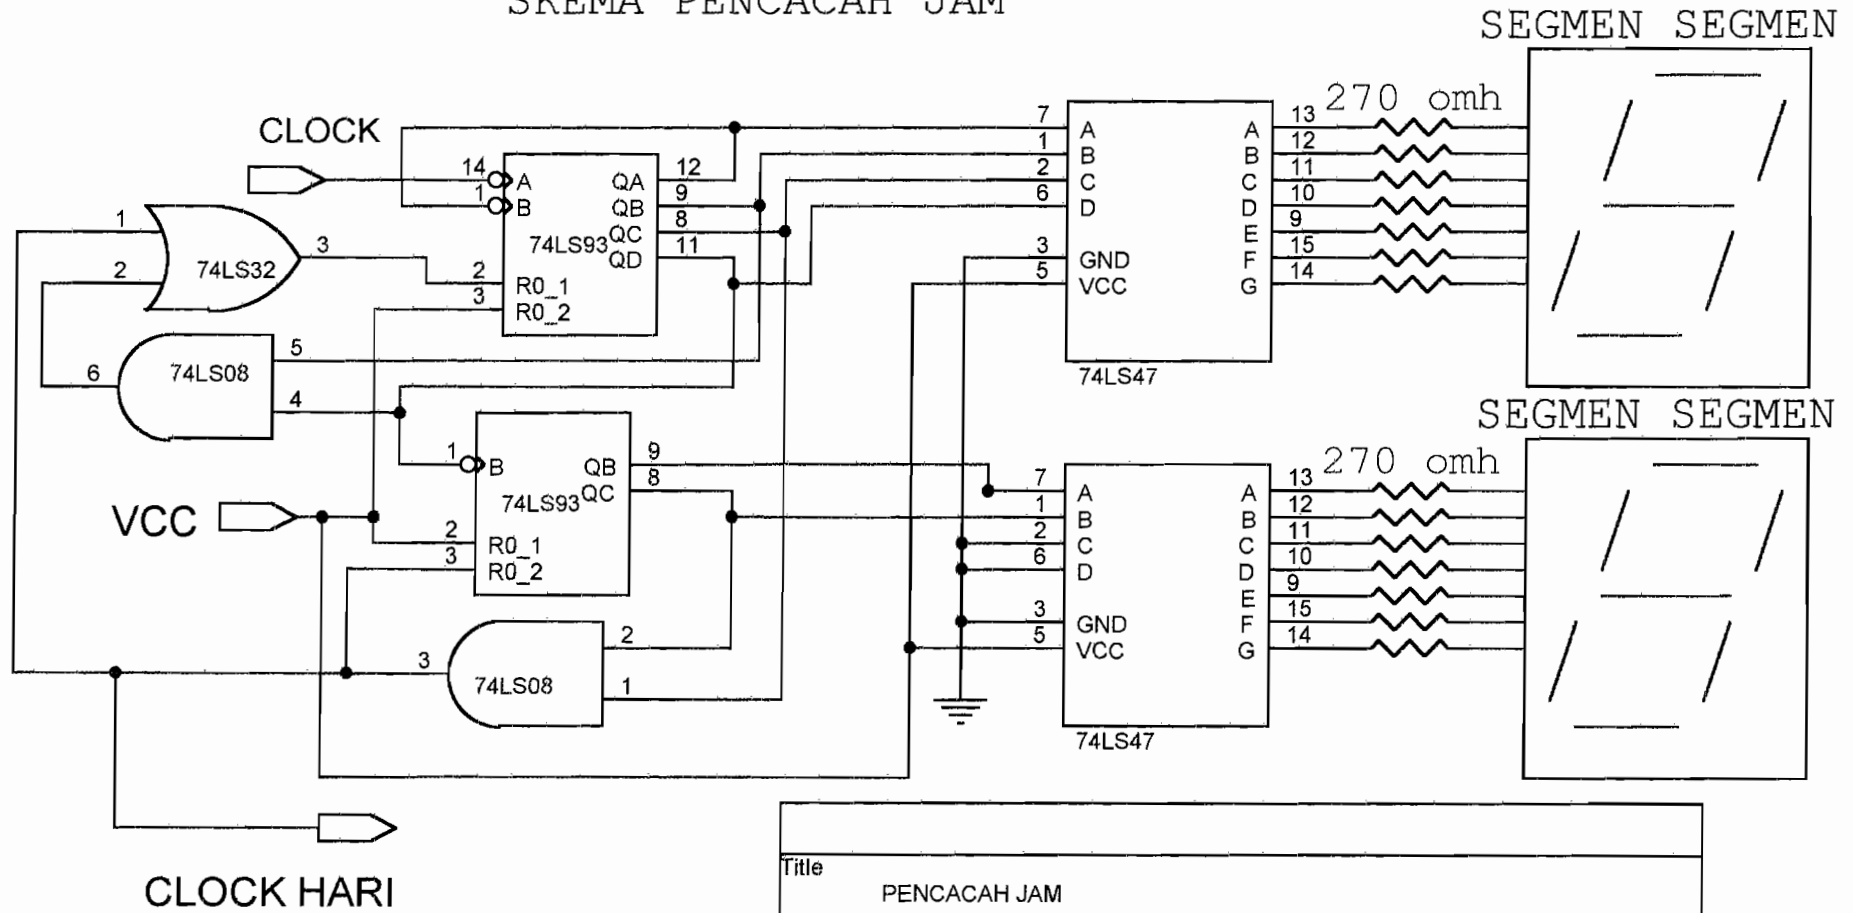 SKEMA PENCACAH JAM
SEGMEN SEGMEN
270 omh
CLOCK
14 A QA 12
1 B QB 9
QC 8
QD 11
74LS93
2 R0_1
3 R0_2
1
2
3
74LS32
5
4
6
74LS08
7 A A 13
1 B B 12
2 C C 11
6 D D 10
E 9
3 GND F 15
5 VCC G 14
74LS47
SEGMEN SEGMEN
270 omh
VCC
1 B QB 9
QC 8
74LS93
2 R0_1
3 R0_2
2
1
3
74LS08
7 A A 13
1 B B 12
2 C C 11
6 D D 10
E 9
3 GND F 15
5 VCC G 14
74LS47
CLOCK HARI
Title
PENCACAH JAM